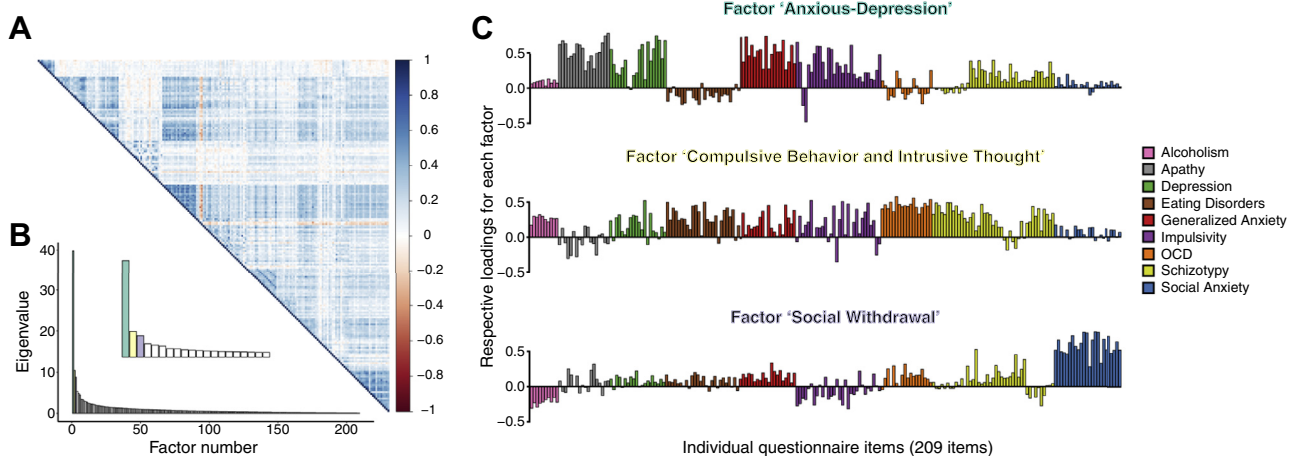 A
1
0.8
0.6
0.4
0.2
0
−0.2
−0.4
−0.6
−0.8
−1
B
Eigenvalue
40
30
20
10
0
0 50 100 150 200
Factor number
C
Respective loadings for each factor
Factor ‘Anxious-Depression’
0.5
0.0
−0.5
Factor ‘Compulsive Behavior and Intrusive Thought’
0.5
0.0
−0.5
Factor ‘Social Withdrawal’
0.5
0.0
−0.5
Individual questionnaire items (209 items)
Alcoholism
Apathy
Depression
Eating Disorders
Generalized Anxiety
Impulsivity
OCD
Schizotypy
Social Anxiety